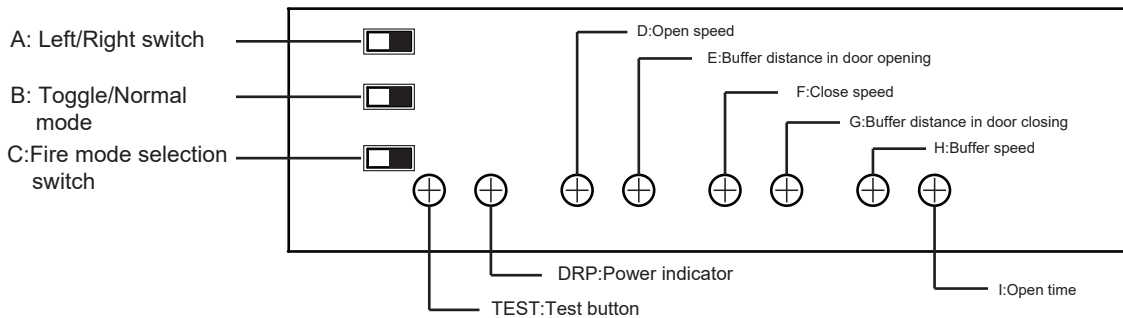 A: Left/Right switch
B: Toggle/Normal
mode
C:Fire mode selection
switch
D:Open speed
E:Buffer distance in door opening
F:Close speed
G:Buffer distance in door closing
H:Buffer speed
I:Open time
DRP:Power indicator
TEST:Test button